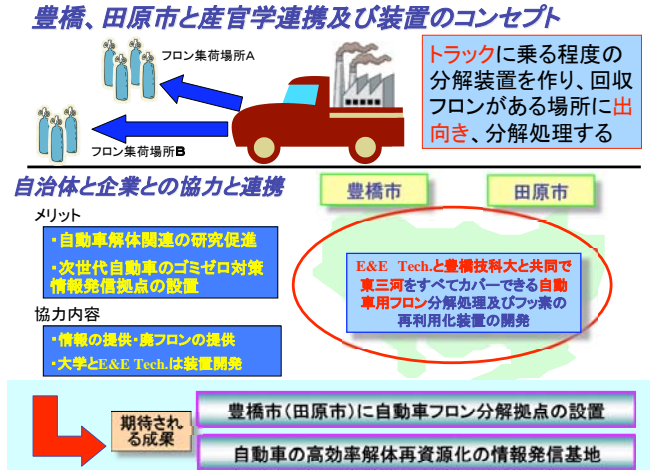 豊橋、田原市と産官学連携及び装置のコンセプト
フロン集荷場所A
フロン集荷場所B
トラックに乗る程度の
分解装置を作り、回収
フロンがある場所に出
向き、分解処理する
自治体と企業との協力と連携
豊橋市
田原市
メリット
・自動車解体関連の研究促進
・次世代自動車のゴミゼロ対策
情報発信拠点の設置
E&E Tech.と豊橋技科大と共同で
東三河をすべてカバーできる自動
車用フロン分解処理及びフッ素の
再利用化装置の開発
協力内容
・情報の提供・廃フロンの提供
・大学とE&E Tech.は装置開発
期待され
る成果
豊橋市(田原市)に自動車フロン分解拠点の設置
自動車の高効率解体再資源化の情報発信基地